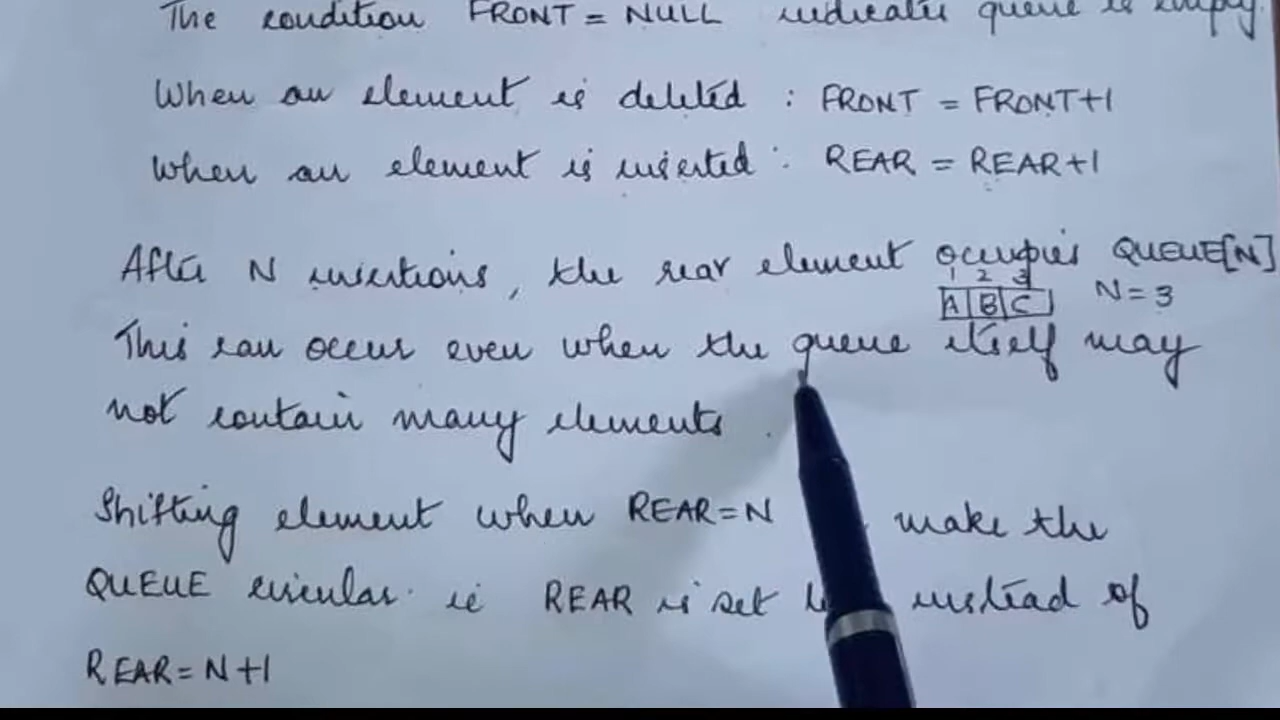 The condition FRONT = NULL indicates queue is empty.
When an element is deleted : FRONT = FRONT+1
When an element is inserted : REAR = REAR+1
After N insertions, the rear element occupies QUEUE[N]
1 2 3
A B C N = 3
This can occur even when the queue itself may
not contain many elements .
Shifting element when REAR=N make the
QUEUE circular. ie REAR is set instead of
REAR= N+1